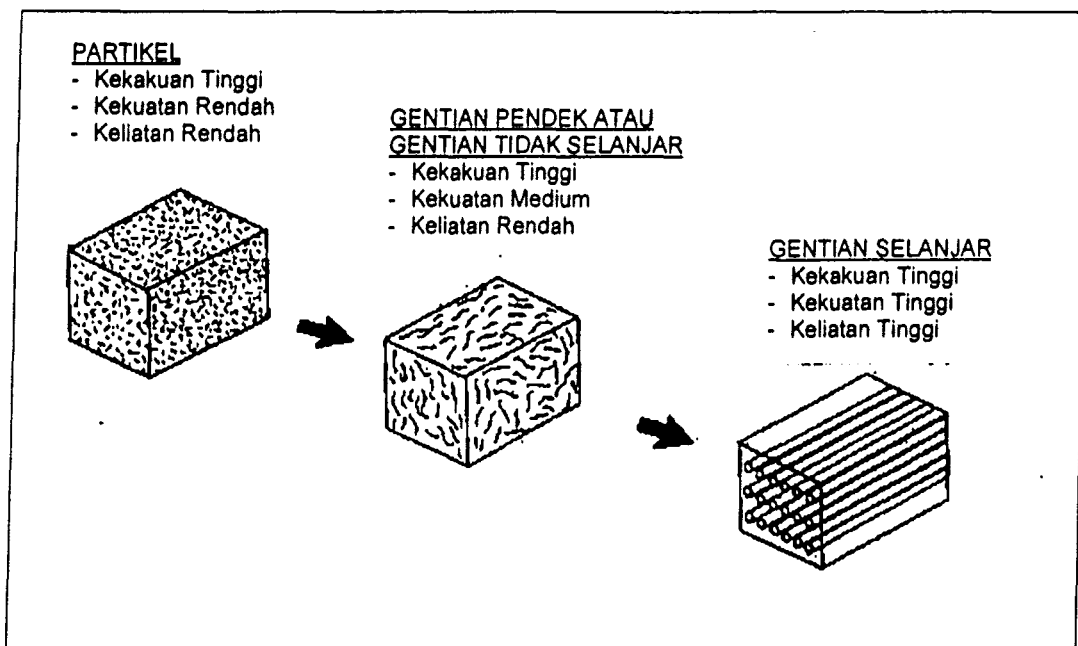 PARTIKEL
- Kekakuan Tinggi
- Kekuatan Rendah
- Keliatan Rendah
GENTIAN PENDEK ATAU
GENTIAN TIDAK SELANJAR
- Kekakuan Tinggi
- Kekuatan Medium
- Keliatan Rendah
GENTIAN SELANJAR
- Kekakuan Tinggi
- Kekuatan Tinggi
- Keliatan Tinggi